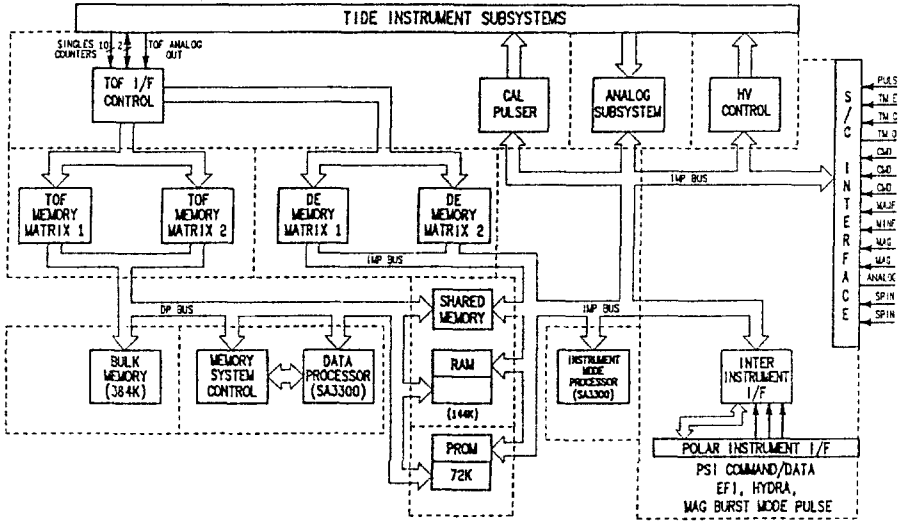 TIDE INSTRUMENT SUBSYSTEMS
SINGLES 10
COUNTERS
2
TOF ANALOG
OUT
TOF I/F
CONTROL
CAL
PULSER
ANALOG
SUBSYSTEM
HV
CONTROL
S/C INTERFACE
PULS
TM E
TM C
TM D
CMD
CMD
CMD
MAJF
MINF
MAG
MAG
ANALOG
SPIN
SPIN
IMP BUS
TOF
MEMORY
MATRIX 1
TOF
MEMORY
MATRIX 2
DE
MEMORY
MATRIX 1
DE
MEMORY
MATRIX 2
IMP BUS
DP BUS
SHARED
MEMORY
IMP BUS
BULK
MEMORY
(384K)
MEMORY
SYSTEM
CONTROL
DATA
PROCESSOR
(SA3300)
RAM
(144K)
INSTRUMENT
MODE
PROCESSOR
(SA3300)
INTER
INSTRUMENT
I/F
PROM
72K
POLAR INSTRUMENT I/F
PSI COMMAND/DATA
EFI, HYDRA,
MAG BURST MODE PULSE